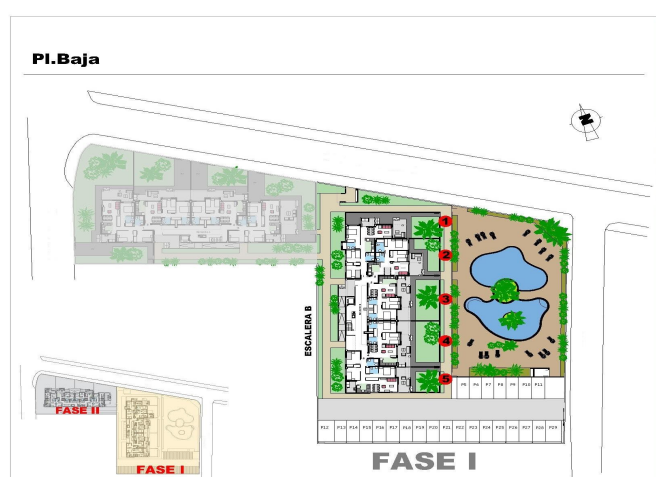 Pl.Baja
N
1
2
3
4
5
ESCALERA B
P5 P6 P7 P8 P9 P10 P11
P12 P13 P14 P15 P16 P17 P18 P19 P20 P21 P22 P23 P24 P25 P26 P27 P28 P29
FASE I
FASE II
FASE I